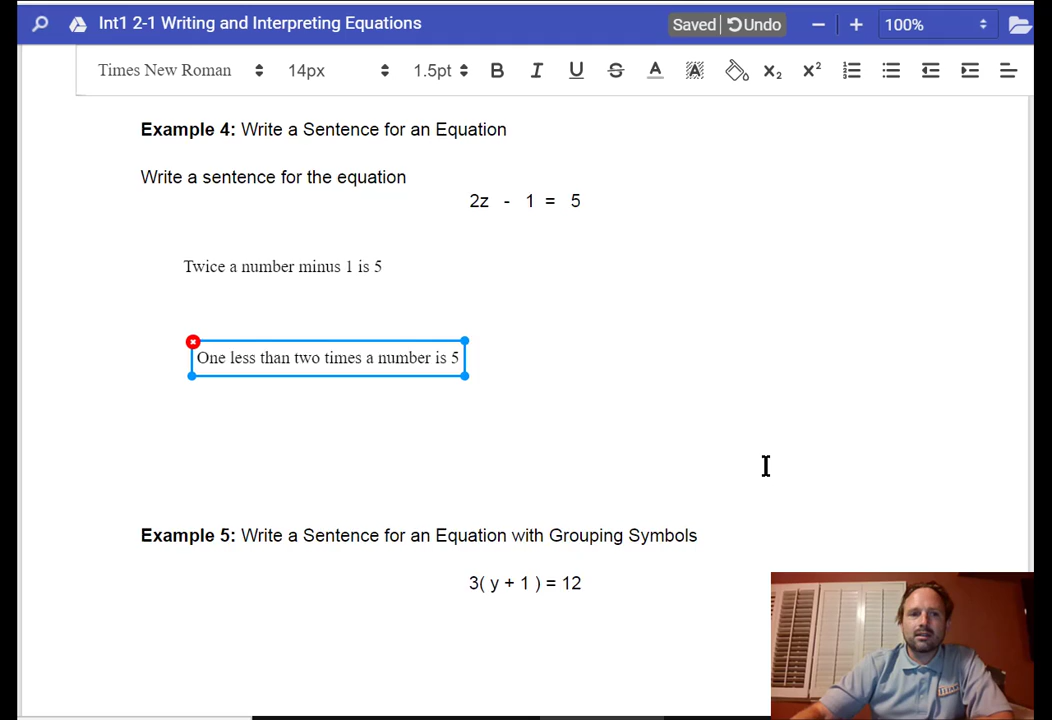 Int1 2-1 Writing and Interpreting Equations
Saved Undo 100%
Times New Roman 14px 1.5pt B I U S A A X₂ X²
Example 4: Write a Sentence for an Equation
Write a sentence for the equation
2z - 1 = 5
Twice a number minus 1 is 5
One less than two times a number is 5
Example 5: Write a Sentence for an Equation with Grouping Symbols
3( y + 1 ) = 12